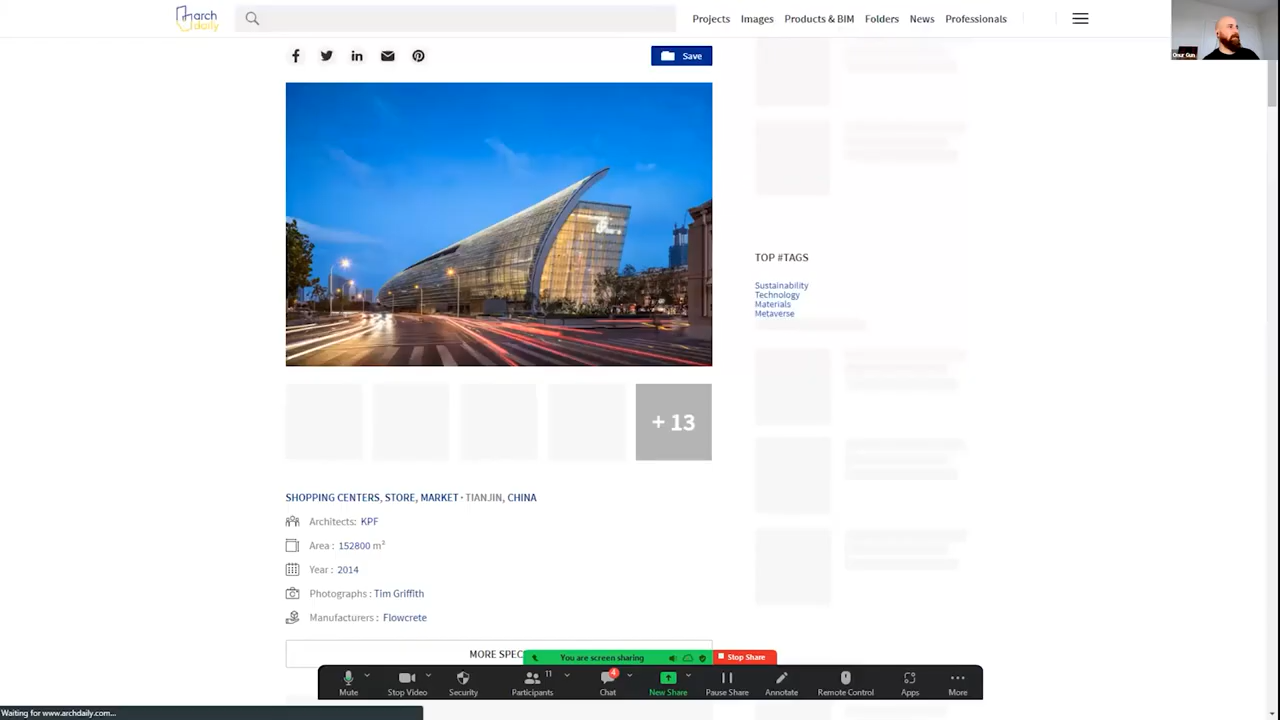 arch
daily
Projects
Images
Products & BIM
Folders
News
Professionals
Onur Gun
Save
TOP #TAGS
Sustainability
Technology
Materials
Metaverse
+ 13
SHOPPING CENTERS, STORE, MARKET · TIANJIN, CHINA
Architects: KPF
Area : 152800 m²
Year : 2014
Photographs : Tim Griffith
Manufacturers : Flowcrete
MORE SPEC
You are screen sharing
Stop Share
Mute
Stop Video
Security
11
Participants
4
Chat
New Share
Pause Share
Annotate
Remote Control
Apps
More
Waiting for www.archdaily.com...